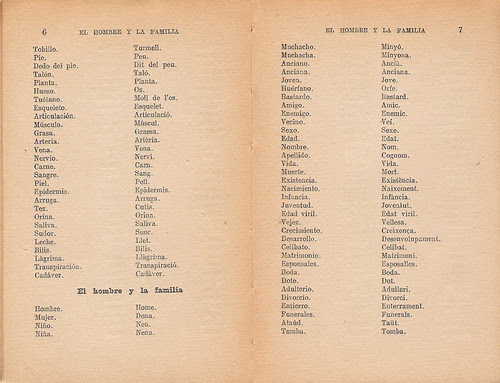 6 EL HOMBRE Y LA FAMILIA
Tobillo. Turmell.
Pie. Peu.
Dedo del pie. Dit del peu.
Talón. Taló.
Planta. Planta.
Hueso. Os.
Tuétano. Moll de l'os.
Esqueleto. Esquelet.
Articulación. Articulació.
Músculo. Múscul.
Grasa. Grassa.
Arteria. Artèria.
Vena. Vena.
Nervio. Nervi.
Carne. Carn.
Sangre. Sang.
Piel. Pell.
Epidermis. Epidermis.
Arruga. Arruga.
Tez. Cutis.
Orina. Orina.
Saliva. Saliva.
Sudor. Suor.
Leche. Llet.
Bilis. Bilis.
Lágrima. Llàgrima.
Transpiración. Transpiració.
Cadáver. Cadàver.
El hombre y la familia
Hombre. Home.
Mujer. Dona.
Niño. Nen.
Niña. Nena.
EL HOMBRE Y LA FAMILIA 7
Muchacho. Minyó.
Muchacha. Minyona.
Anciano. Ancià.
Anciana. Anciana.
Joven. Jove.
Huérfano. Orfe.
Bastardo. Bastard.
Amigo. Amic.
Enemigo. Enemic.
Vecino. Veí.
Sexo. Sexe.
Edad. Edat.
Nombre. Nom.
Apellido. Cognom.
Vida. Vida.
Muerte. Mort.
Existencia. Existència.
Nacimiento. Naixement.
Infancia. Infància.
Juventud. Joventut.
Edad viril. Edat viril.
Vejez. Vellesa.
Crecimiento. Creixença.
Desarrollo. Desenvolupament.
Celibato. Celibat.
Matrimonio. Matrimoni.
Esponsales. Esposalles.
Boda. Boda.
Dote. Dot.
Adulterio. Adulteri.
Divorcio. Divorci.
Entierro. Enterrament.
Funerales. Funerals.
Ataúd. Taüt.
Tumba. Tomba.